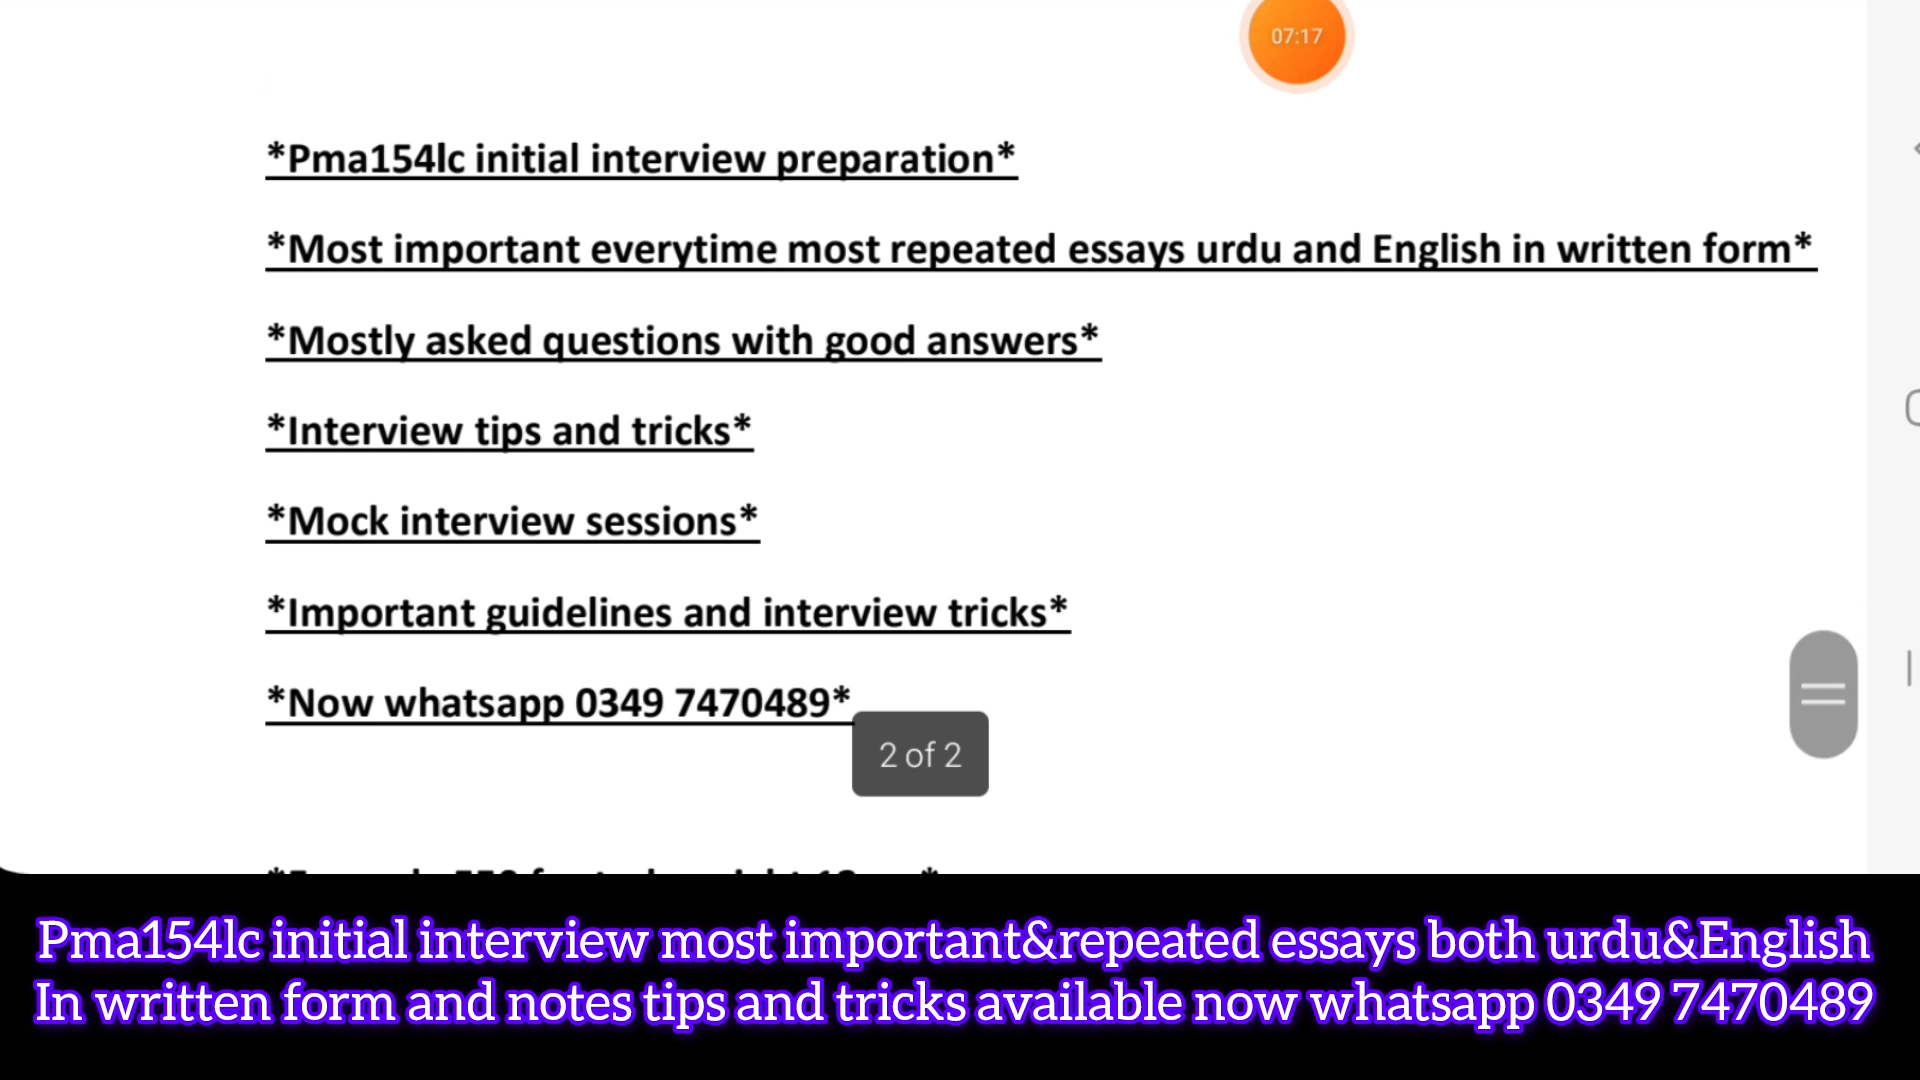 07:17
*Pma154lc initial interview preparation*
*Most important everytime most repeated essays urdu and English in written form*
*Mostly asked questions with good answers*
*Interview tips and tricks*
*Mock interview sessions*
*Important guidelines and interview tricks*
*Now whatsapp 0349 7470489*
2 of 2
Pma154lc initial interview most important&repeated essays both urdu&English
In written form and notes tips and tricks available now whatsapp 0349 7470489